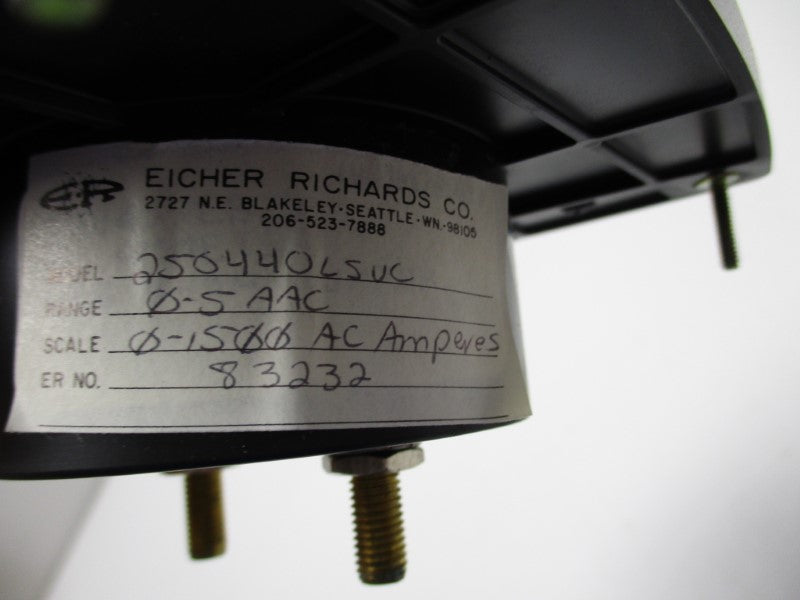 ER EICHER RICHARDS CO.
2727 N.E. BLAKELEY·SEATTLE·WN.·98105
206-523-7888
MODEL 250440LSUC
RANGE 0-5 AAC
SCALE 0-1500 AC Amperes
ER NO. 83232